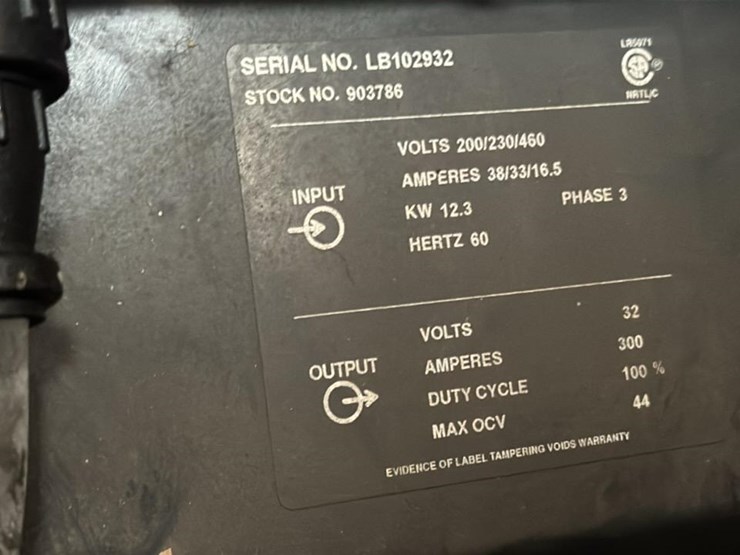 SERIAL NO. LB102932
STOCK NO. 903786
LR5971
NRTL/C
INPUT
VOLTS 200/230/460
AMPERES 38/33/16.5
KW 12.3 PHASE 3
HERTZ 60
OUTPUT
VOLTS 32
AMPERES 300
DUTY CYCLE 100 %
MAX OCV 44
EVIDENCE OF LABEL TAMPERING VOIDS WARRANTY